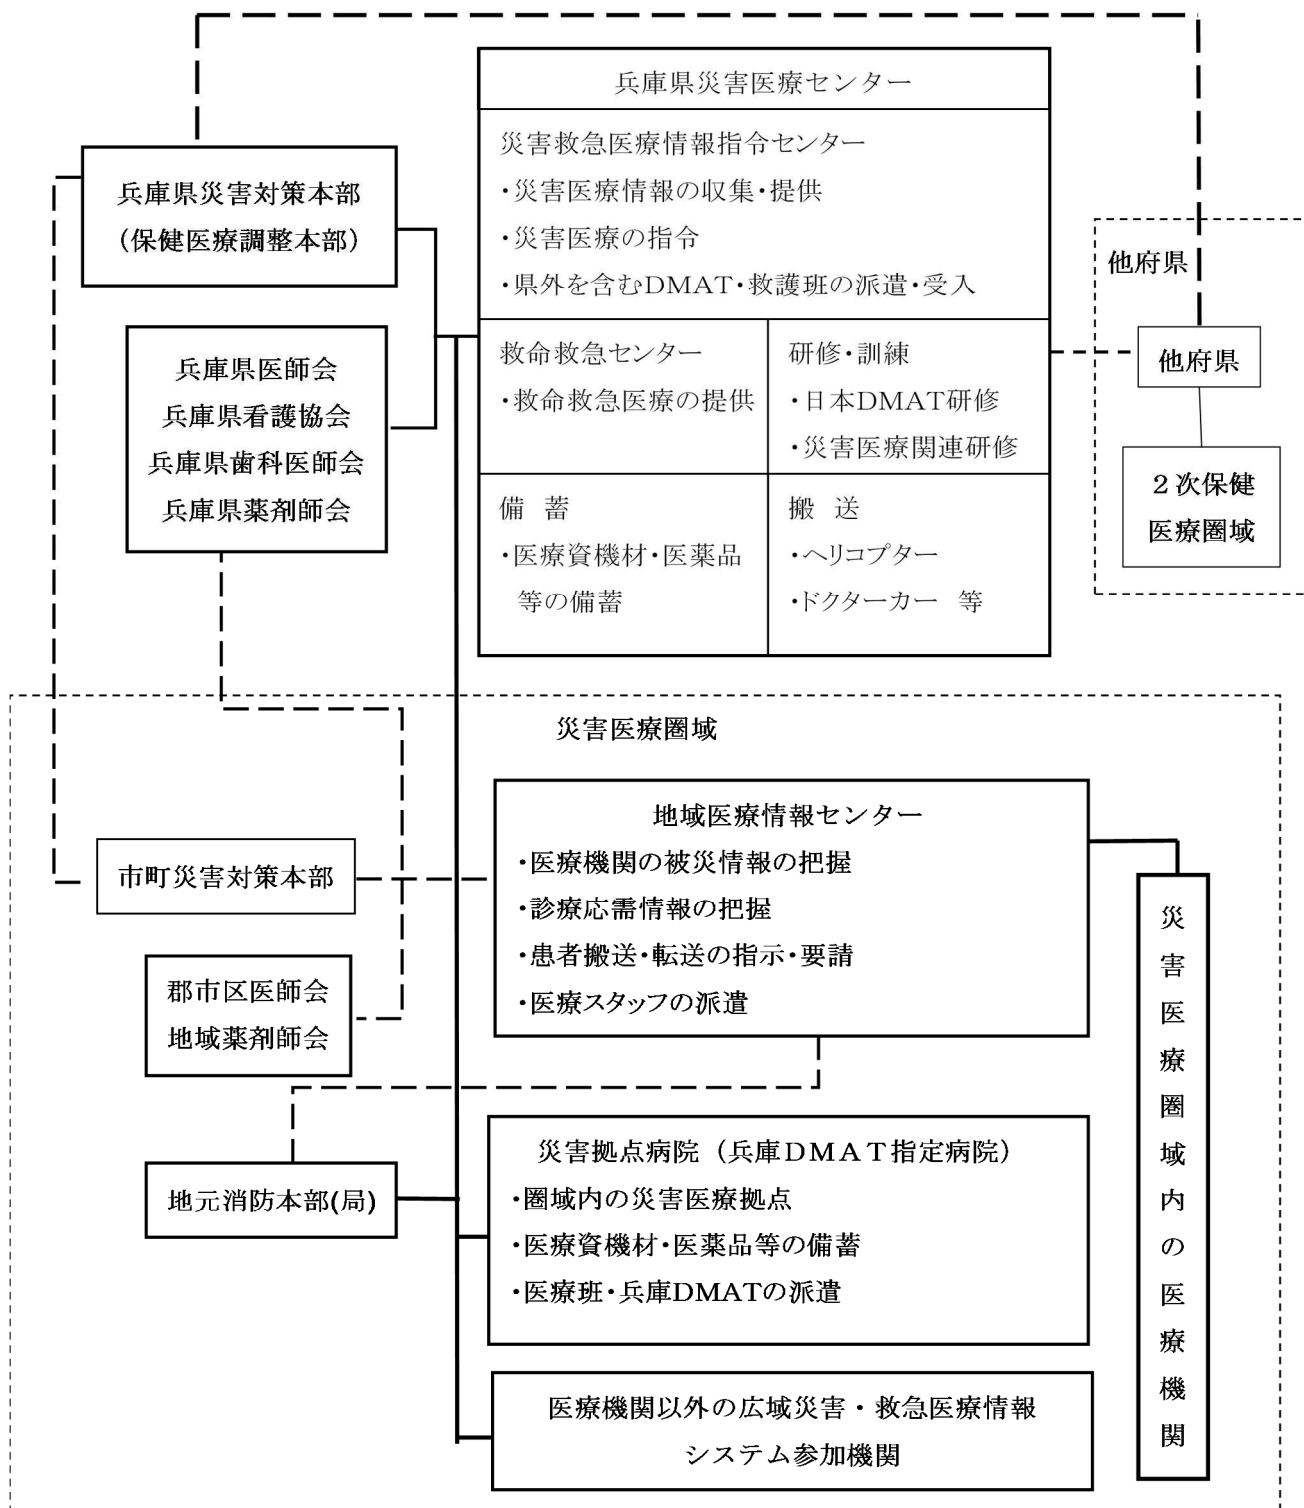 兵庫県災害医療センター
災害救急医療情報指令センター
・災害医療情報の収集・提供
・災害医療の指令
・県外を含むDMAT・救護班の派遣・受入
救命救急センター
・救命救急医療の提供
研修・訓練
・日本DMAT研修
・災害医療関連研修
備 蓄
・医療資機材・医薬品
等の備蓄
搬 送
・ヘリコプター
・ドクターカー 等
兵庫県災害対策本部
(保健医療調整本部)
兵庫県医師会
兵庫県看護協会
兵庫県歯科医師会
兵庫県薬剤師会
他府県
他府県
2次保健
医療圏域
災害医療圏域
地域医療情報センター
・医療機関の被災情報の把握
・診療応需情報の把握
・患者搬送・転送の指示・要請
・医療スタッフの派遣
市町災害対策本部
郡市区医師会
地域薬剤師会
地元消防本部(局)
災害拠点病院(兵庫DMAT指定病院)
・圏域内の災害医療拠点
・医療資機材・医薬品等の備蓄
・医療班・兵庫DMATの派遣
医療機関以外の広域災害・救急医療情報
システム参加機関
災害医療圏域内の医療機関